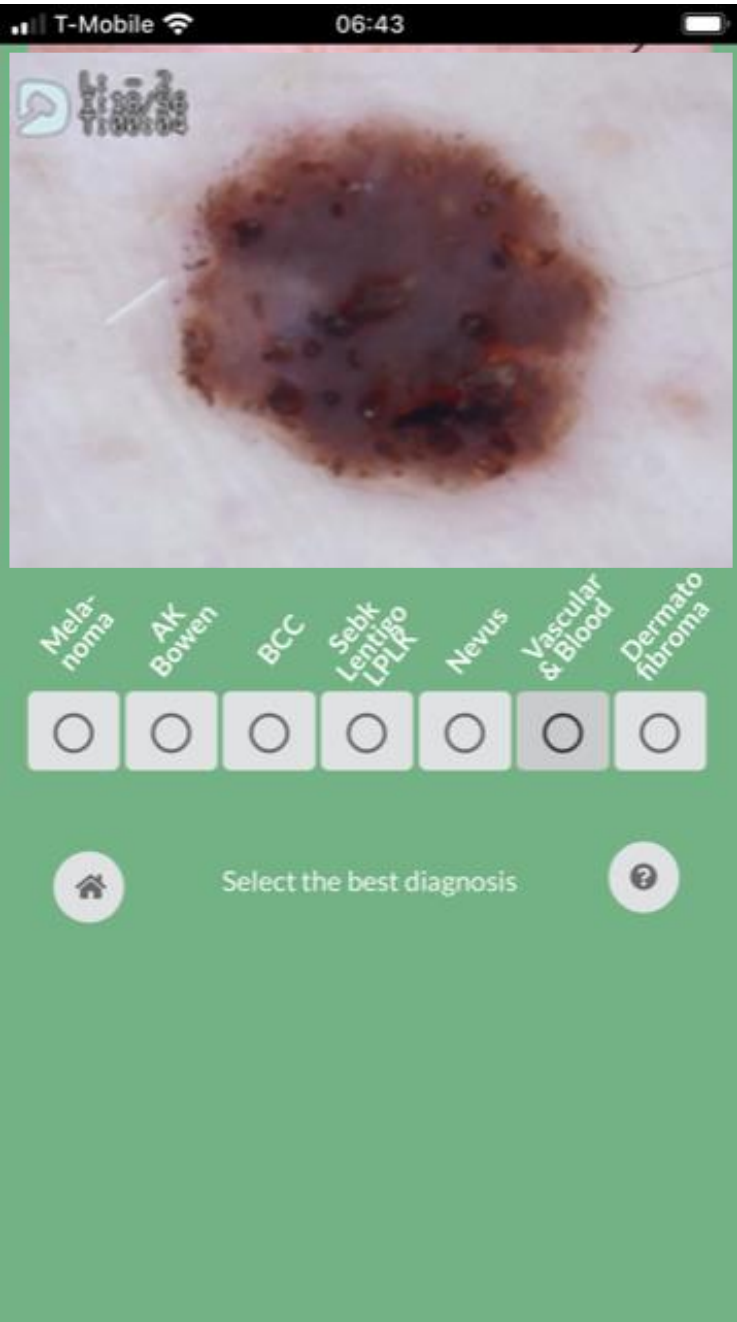 T-Mobile 06:43
Mela-
noma
AK
Bowen
BCC
Sebk
Lentigo
LPLR
Nevus
Vascular
& Blood
Dermato
fibroma
Select the best diagnosis